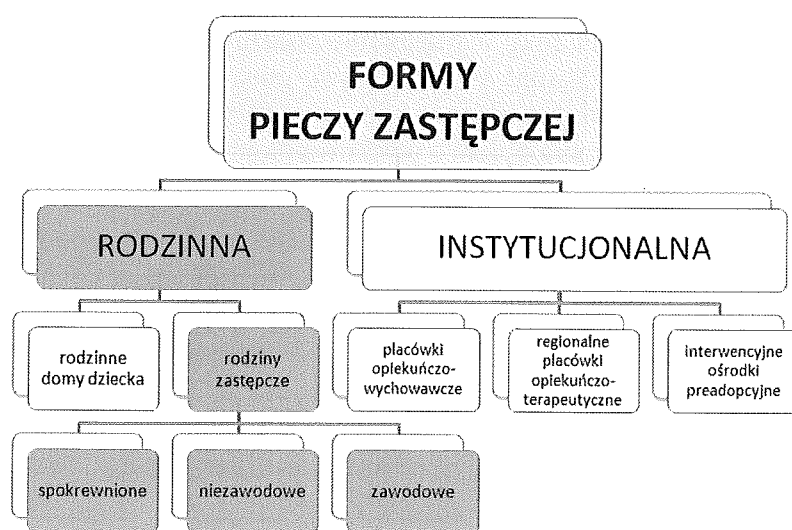 FORMY
PIECZY ZASTĘPCZEJ
RODZINNA
INSTYTUCJONALNA
rodzinne
domy dziecka
rodziny
zastępcze
placówki
opiekuńczo-
wychowawcze
regionalne
placówki
opiekuńczo-
terapeutyczne
interwencyjne
ośrodki
preadopcyjne
spokrewnione
niezawodowe
zawodowe